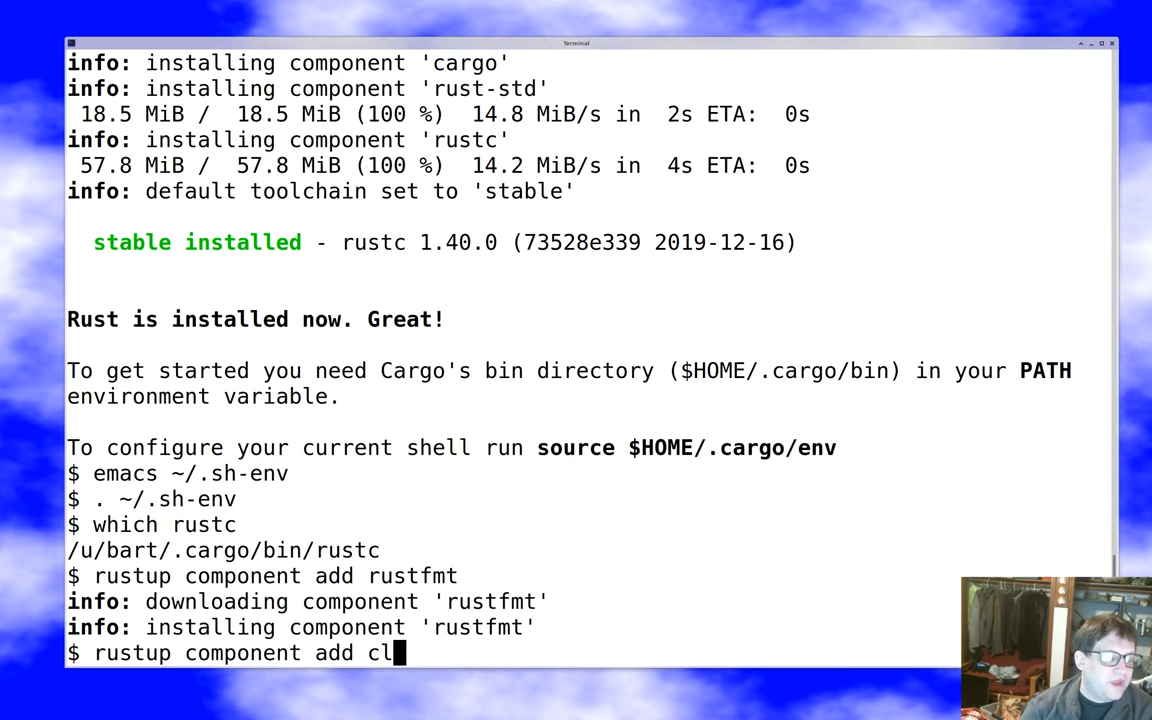 Terminal
info: installing component 'cargo'
info: installing component 'rust-std'
18.5 MiB / 18.5 MiB (100 %) 14.8 MiB/s in 2s ETA: 0s
info: installing component 'rustc'
57.8 MiB / 57.8 MiB (100 %) 14.2 MiB/s in 4s ETA: 0s
info: default toolchain set to 'stable'
stable installed - rustc 1.40.0 (73528e339 2019-12-16)
Rust is installed now. Great!
To get started you need Cargo's bin directory ($HOME/.cargo/bin) in your PATH
environment variable.
To configure your current shell run source $HOME/.cargo/env
$ emacs ~/.sh-env
$ . ~/.sh-env
$ which rustc
/u/bart/.cargo/bin/rustc
$ rustup component add rustfmt
info: downloading component 'rustfmt'
info: installing component 'rustfmt'
$ rustup component add cl